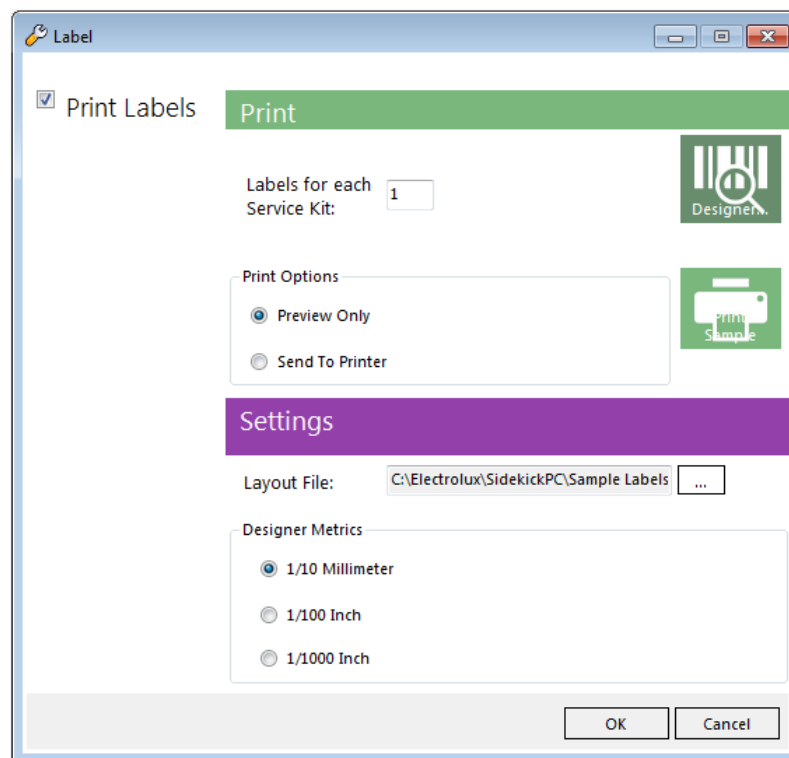 Label
Print Labels
Print
Labels for each
Service Kit:
1
Designer...
Print Options
Preview Only
Send To Printer
Print
Sample
Settings
Layout File:
C:\Electrolux\SidekickPC\Sample Labels
...
Designer Metrics
1/10 Millimeter
1/100 Inch
1/1000 Inch
OK
Cancel